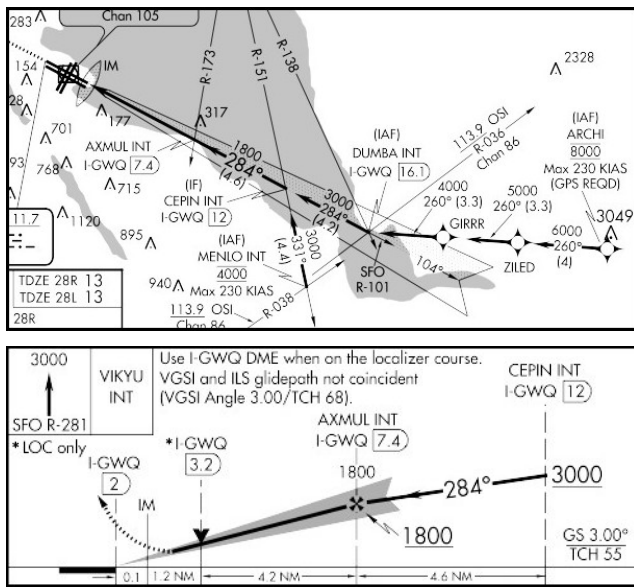 283
Chan 105
154
IM
28
177
701
93
768
715
1120
895
940
317
2328
R-173
R-151
R-138
AXMUL INT
I-GWQ 7.4
1800
284°
(4.6)
(IF)
CEPIN INT
I-GWQ 12
3000
284°
(4.2)
(IAF)
DUMBA INT
I-GWQ 16.1
113.9 OSI
R-036
Chan 86
(IAF)
ARCHI
8000
Max 230 KIAS
(GPS REQD)
3049
4000
260° (3.3)
5000
260° (3.3)
6000
260°
(4)
GIRRR
ZILED
SFO
R-101
104°
(IAF)
MENLO INT
4000
Max 230 KIAS
113.9 OSI
Chan 86
R-038
3000
331°
(4.4)
11.7
TDZE 28R 13
TDZE 28L 13
28R
3000
SFO R-281
VIKYU
INT
Use I-GWQ DME when on the localizer course.
VGSI and ILS glidepath not coincident
(VGSI Angle 3.00/TCH 68).
CEPIN INT
I-GWQ 12
AXMUL INT
I-GWQ 7.4
*LOC only
I-GWQ
2
*I-GWQ
3.2
IM
1800
1800
284°
3000
GS 3.00°
TCH 55
0.1
1.2 NM
4.2 NM
4.6 NM